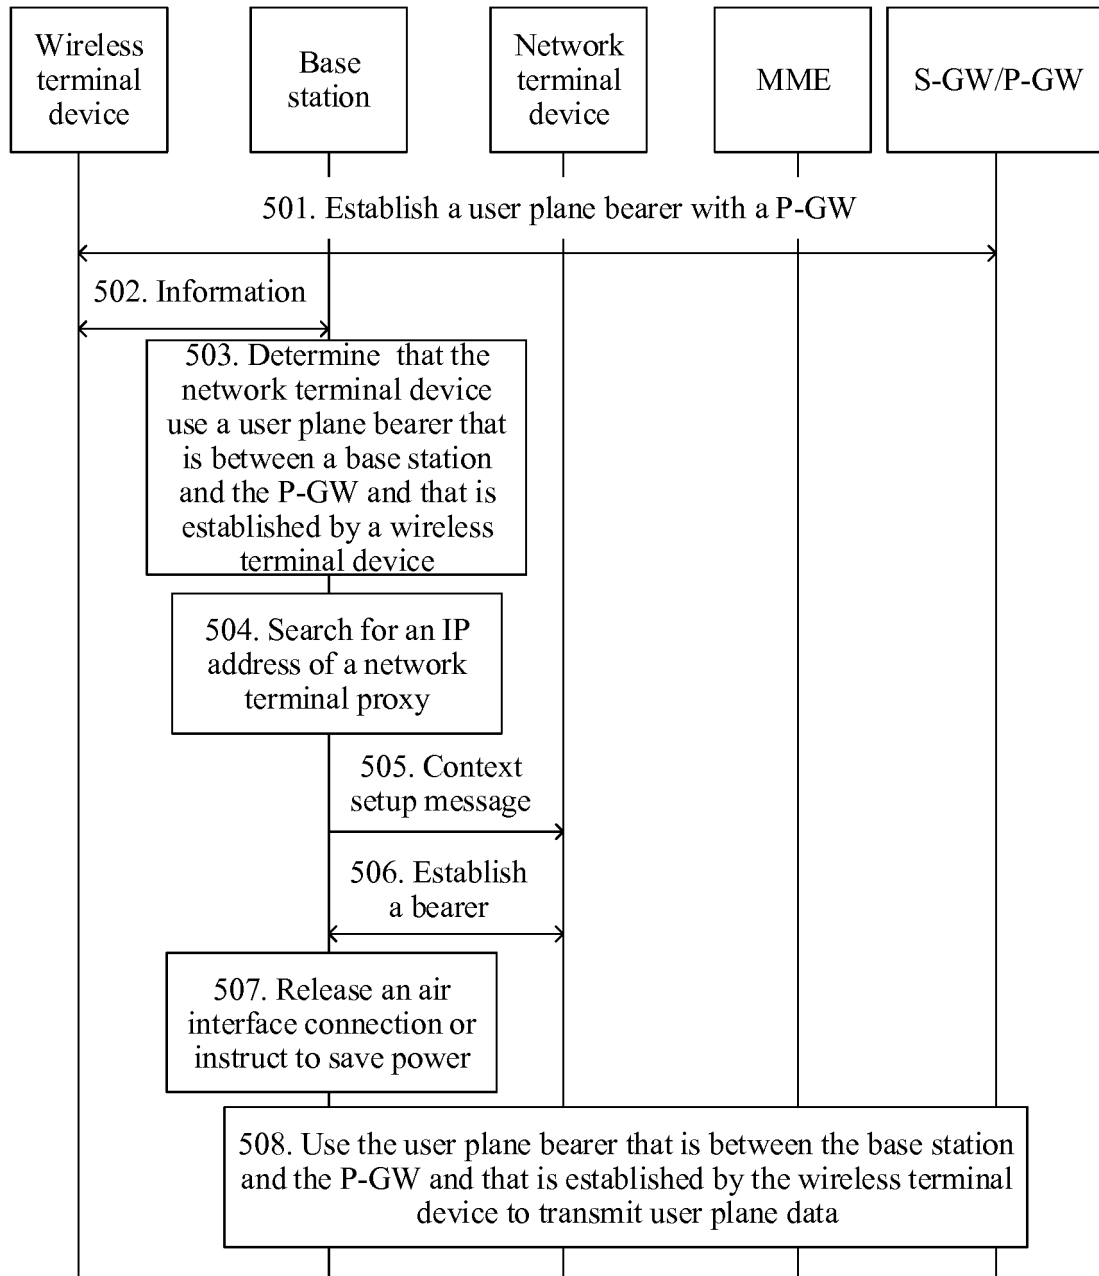 Wireless
terminal
device
Base
station
Network
terminal
device
MME
S-GW/P-GW
501. Establish a user plane bearer with a P-GW
502. Information
503. Determine that the
network terminal device
use a user plane bearer that
is between a base station
and the P-GW and that is
established by a wireless
terminal device
504. Search for an IP
address of a network
terminal proxy
505. Context
setup message
506. Establish
a bearer
507. Release an air
interface connection or
instruct to save power
508. Use the user plane bearer that is between the base station
and the P-GW and that is established by the wireless terminal
device to transmit user plane data